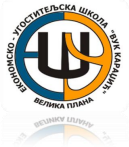 ЕКОНОМСКО - УГОСТИТЕЉСКА ШКОЛА "ВУК КАРАЏИЋ"
Ш
ВЕЛИКА ПЛАНА